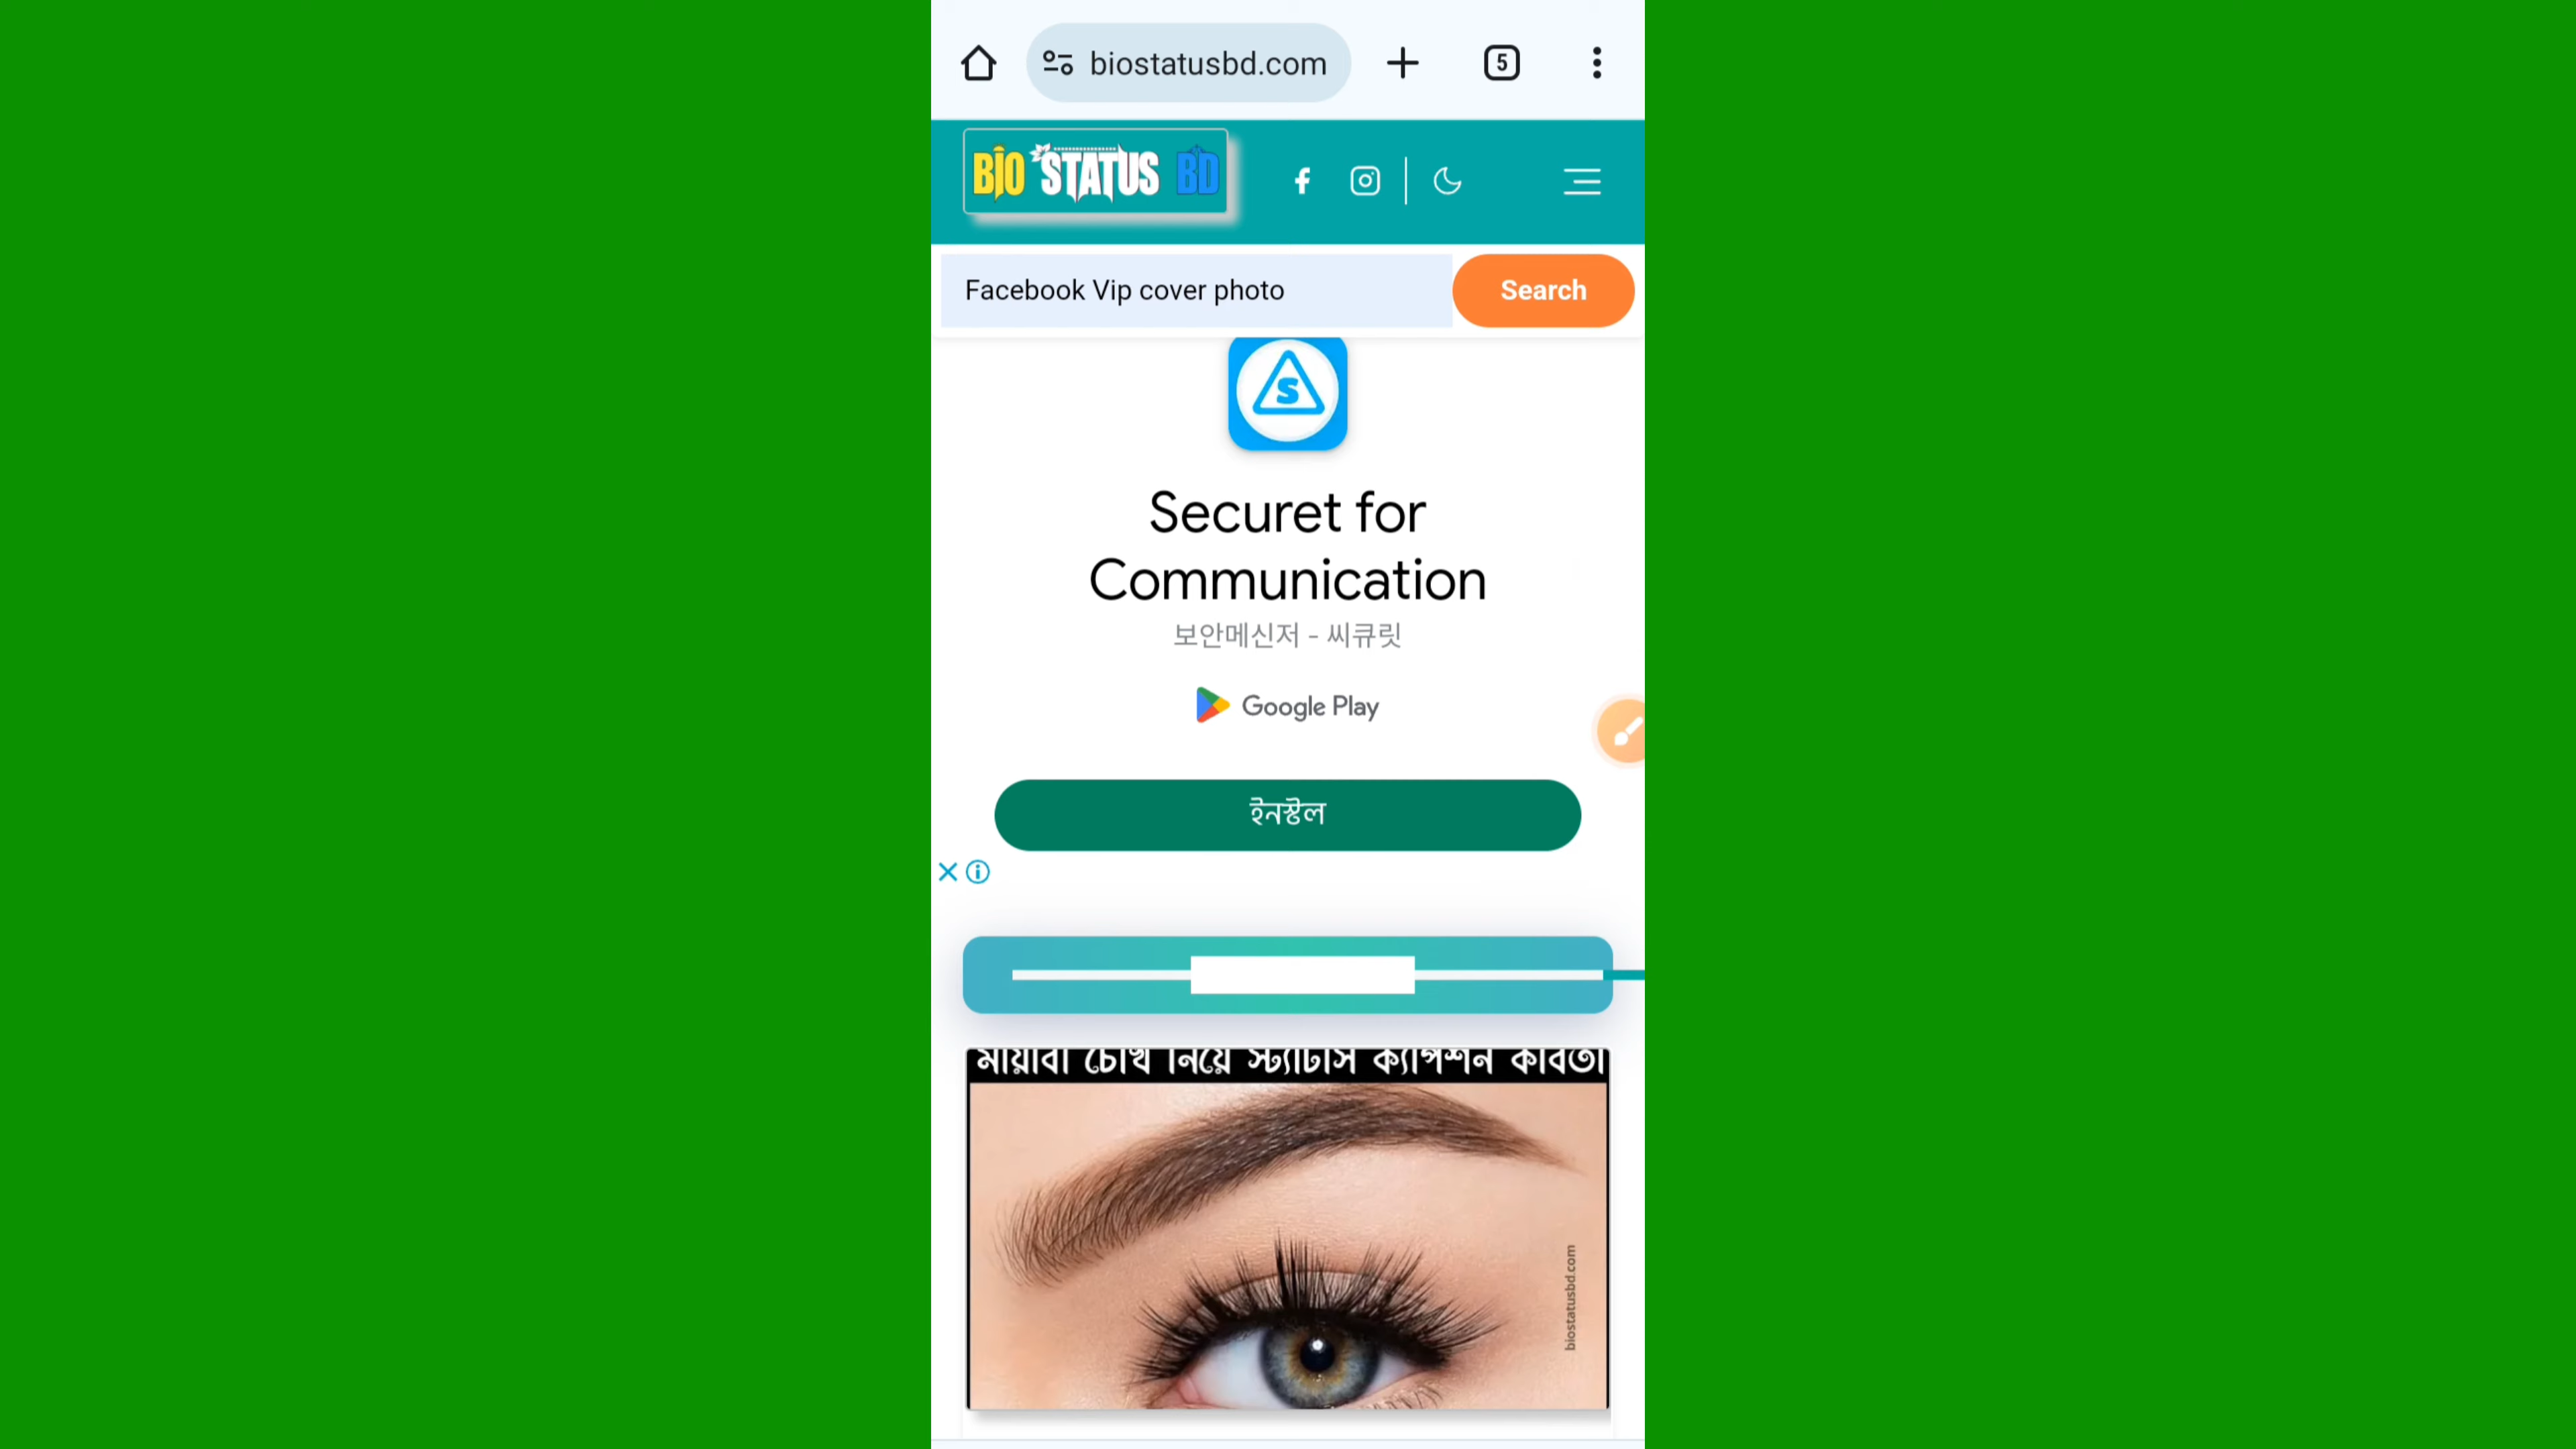 biostatusbd.com
5
BIO STATUS BD
Facebook Vip cover photo
Search
S
Securet for
Communication
보안메신저 - 씨큐릿
Google Play
ইনস্টল
মায়াবী চোখ নিয়ে স্ট্যাটাস ক্যাপশন কবিতা
biostatusbd.com